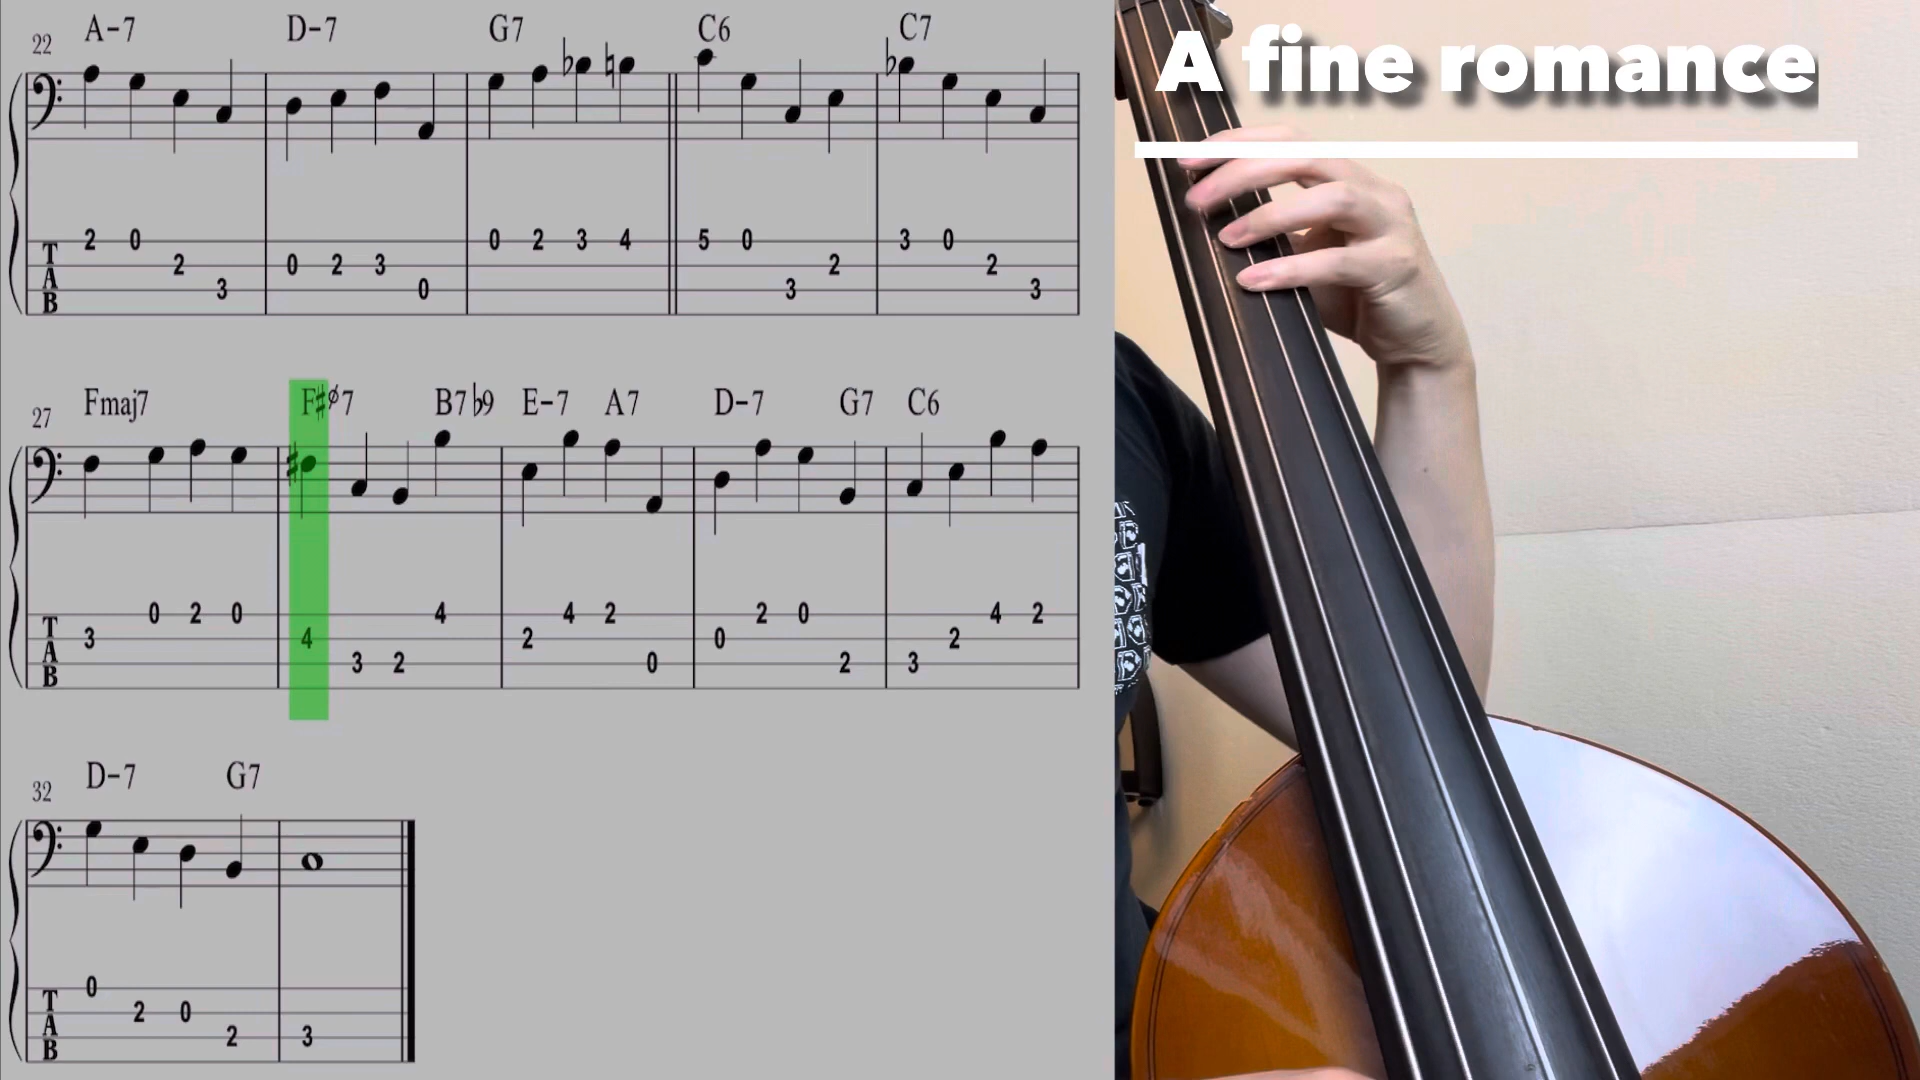 A fine romance
22 A-7 D-7 G7 C6 C7
2 0 2 3 0 2 3 0 0 2 3 4 5 0 3 2 3 0 2 3
TAB
27 Fmaj7 F♯ø7 B7♭9 E-7 A7 D-7 G7 C6
3 0 2 0 4 3 2 4 2 4 2 0 0 2 0 2 3 2 4 2
TAB
32 D-7 G7
0 2 0 2 3
TAB